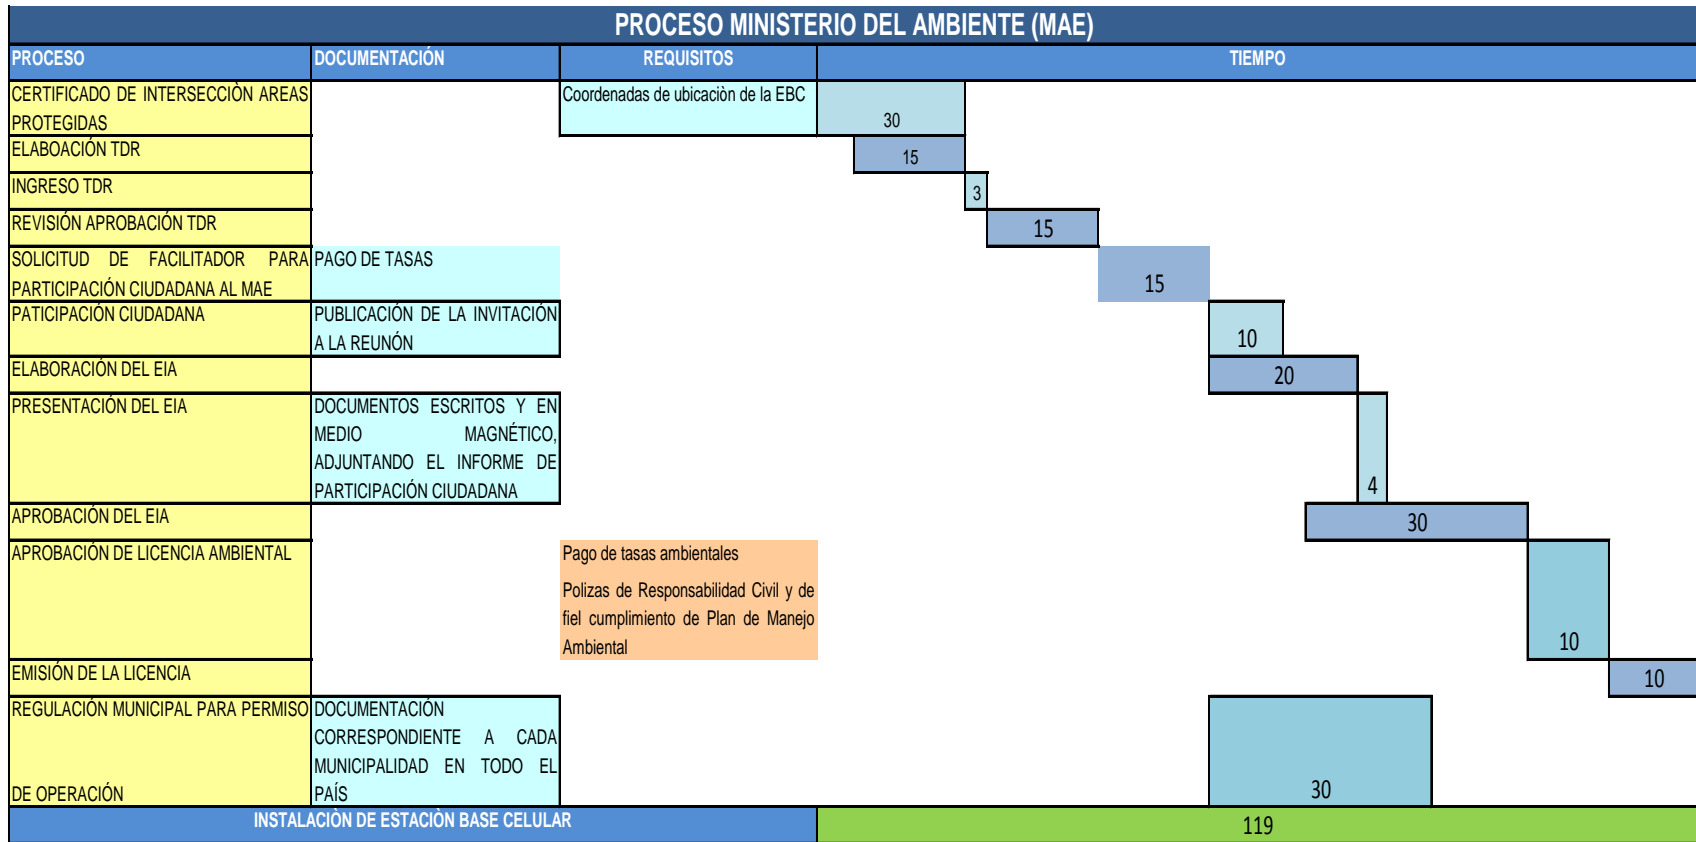 PROCESO MINISTERIO DEL AMBIENTE (MAE)
PROCESO DOCUMENTACIÓN REQUISITOS TIEMPO
CERTIFICADO DE INTERSECCIÒN AREAS
PROTEGIDAS
Coordenadas de ubicaciòn de la EBC
30
ELABOACIÓN TDR
15
INGRESO TDR
3
REVISIÓN APROBACIÓN TDR
15
SOLICITUD DE FACILITADOR PARA
PARTICIPACIÓN CIUDADANA AL MAE
PAGO DE TASAS
15
PATICIPACIÓN CIUDADANA
PUBLICACIÓN DE LA INVITACIÓN
A LA REUNÓN
10
ELABORACIÓN DEL EIA
20
PRESENTACIÓN DEL EIA
DOCUMENTOS ESCRITOS Y EN
MEDIO MAGNÉTICO,
ADJUNTANDO EL INFORME DE
PARTICIPACIÓN CIUDADANA
4
APROBACIÓN DEL EIA
30
APROBACIÓN DE LICENCIA AMBIENTAL
Pago de tasas ambientales
Polizas de Responsabilidad Civil y de
fiel cumplimiento de Plan de Manejo
Ambiental
10
EMISIÓN DE LA LICENCIA
10
REGULACIÓN MUNICIPAL PARA PERMISO
DE OPERACIÓN
DOCUMENTACIÓN
CORRESPONDIENTE A CADA
MUNICIPALIDAD EN TODO EL
PAÍS
30
INSTALACIÒN DE ESTACIÒN BASE CELULAR
119